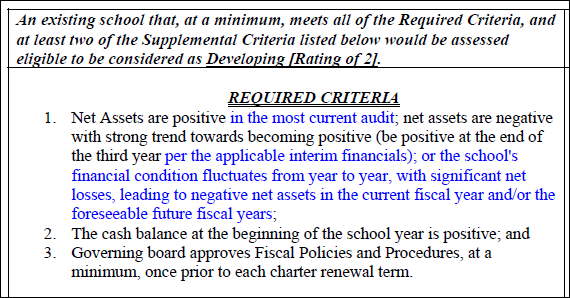 An existing school that, at a minimum, meets all of the Required Criteria, and
at least two of the Supplemental Criteria listed below would be assessed
eligible to be considered as Developing [Rating of 2].
REQUIRED CRITERIA
1. Net Assets are positive in the most current audit; net assets are negative
with strong trend towards becoming positive (be positive at the end of
the third year per the applicable interim financials); or the school's
financial condition fluctuates from year to year, with significant net
losses, leading to negative net assets in the current fiscal year and/or the
foreseeable future fiscal years;
2. The cash balance at the beginning of the school year is positive; and
3. Governing board approves Fiscal Policies and Procedures, at a
minimum, once prior to each charter renewal term.